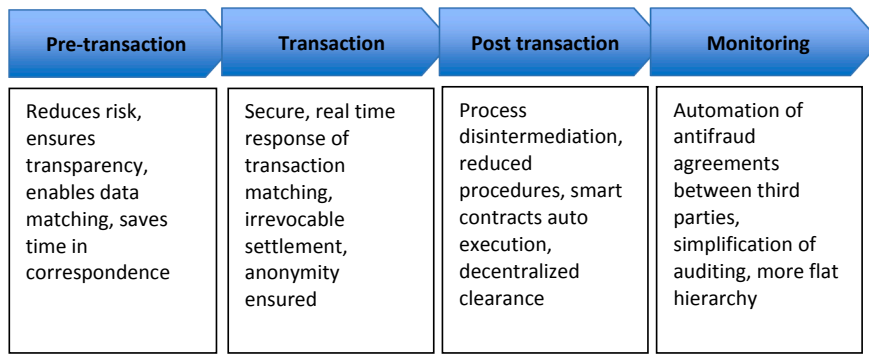 Pre-transaction
Transaction
Post transaction
Monitoring
Reduces risk,
ensures
transparency,
enables data
matching, saves
time in
correspondence
Secure, real time
response of
transaction
matching,
irrevocable
settlement,
anonymity
ensured
Process
disintermediation,
reduced
procedures, smart
contracts auto
execution,
decentralized
clearance
Automation of
antifraud
agreements
between third
parties,
simplification of
auditing, more flat
hierarchy